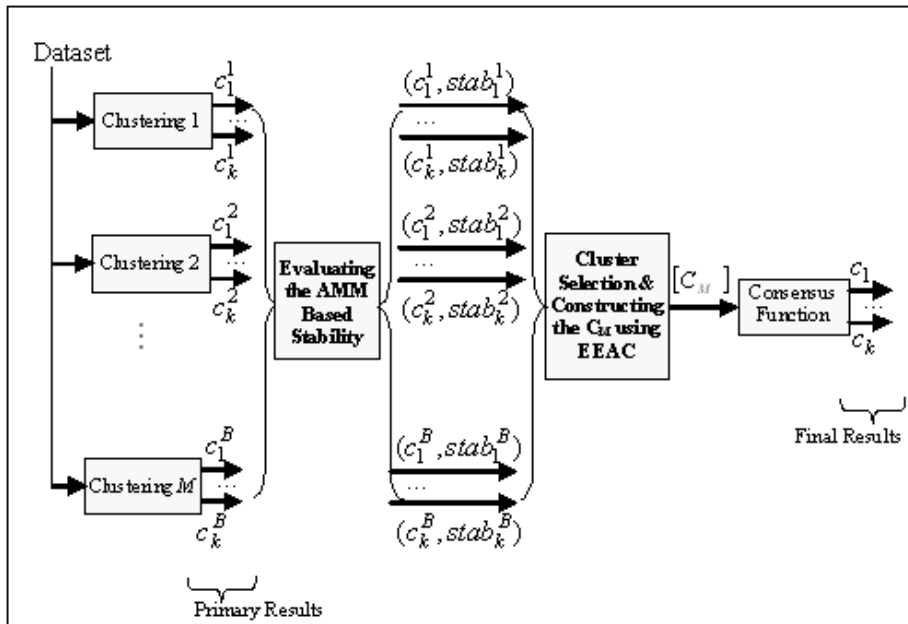 Dataset
Clustering 1
c_1^1
...
c_k^1
Clustering 2
c_1^2
...
c_k^2
Clustering M
c_1^B
...
c_k^B
Primary Results
Evaluating
the AMM
Based
Stability
(c_1^1, stab_1^1)
...
(c_k^1, stab_k^1)
(c_1^2, stab_1^2)
...
(c_k^2, stab_k^2)
(c_1^B, stab_1^B)
...
(c_k^B, stab_k^B)
Cluster
Selection &
Constructing
the C_M using
EEAC
[C_M]
Consensus
Function
c_1
...
c_k
Final Results